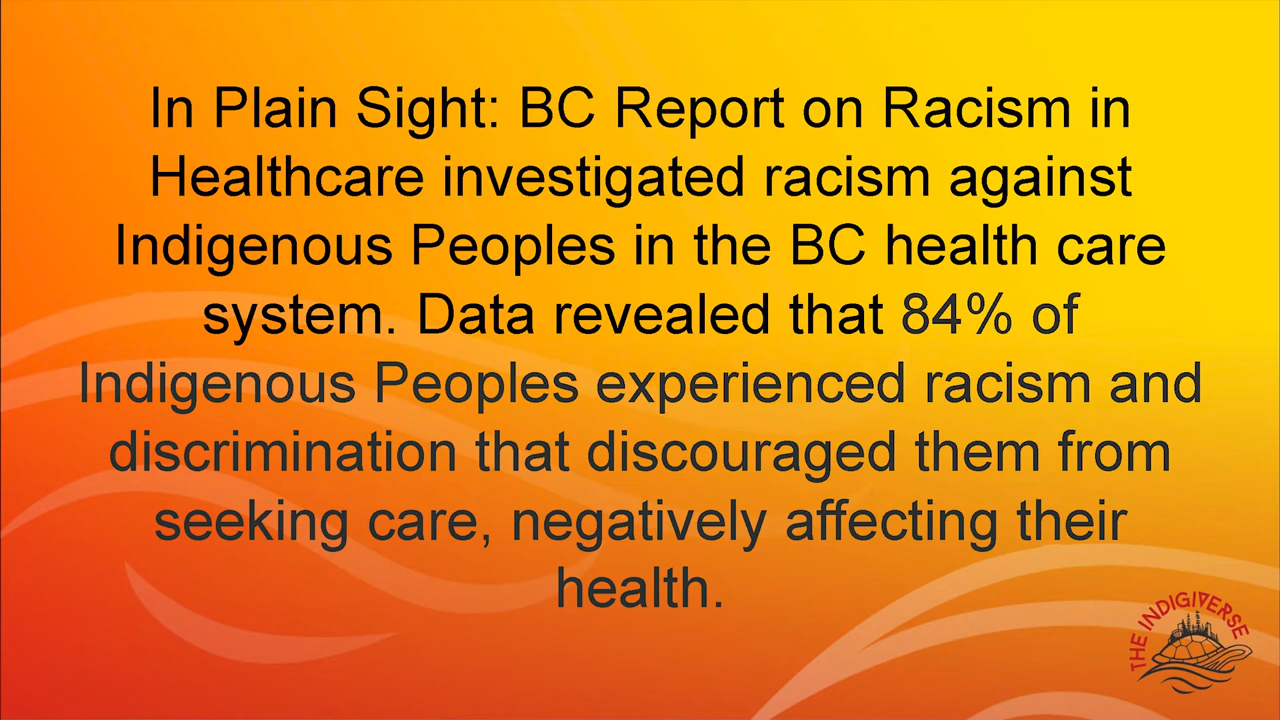 In Plain Sight: BC Report on Racism in
Healthcare investigated racism against
Indigenous Peoples in the BC health care
system. Data revealed that 84% of
Indigenous Peoples experienced racism and
discrimination that discouraged them from
seeking care, negatively affecting their
health.
THE INDIGIVERSE